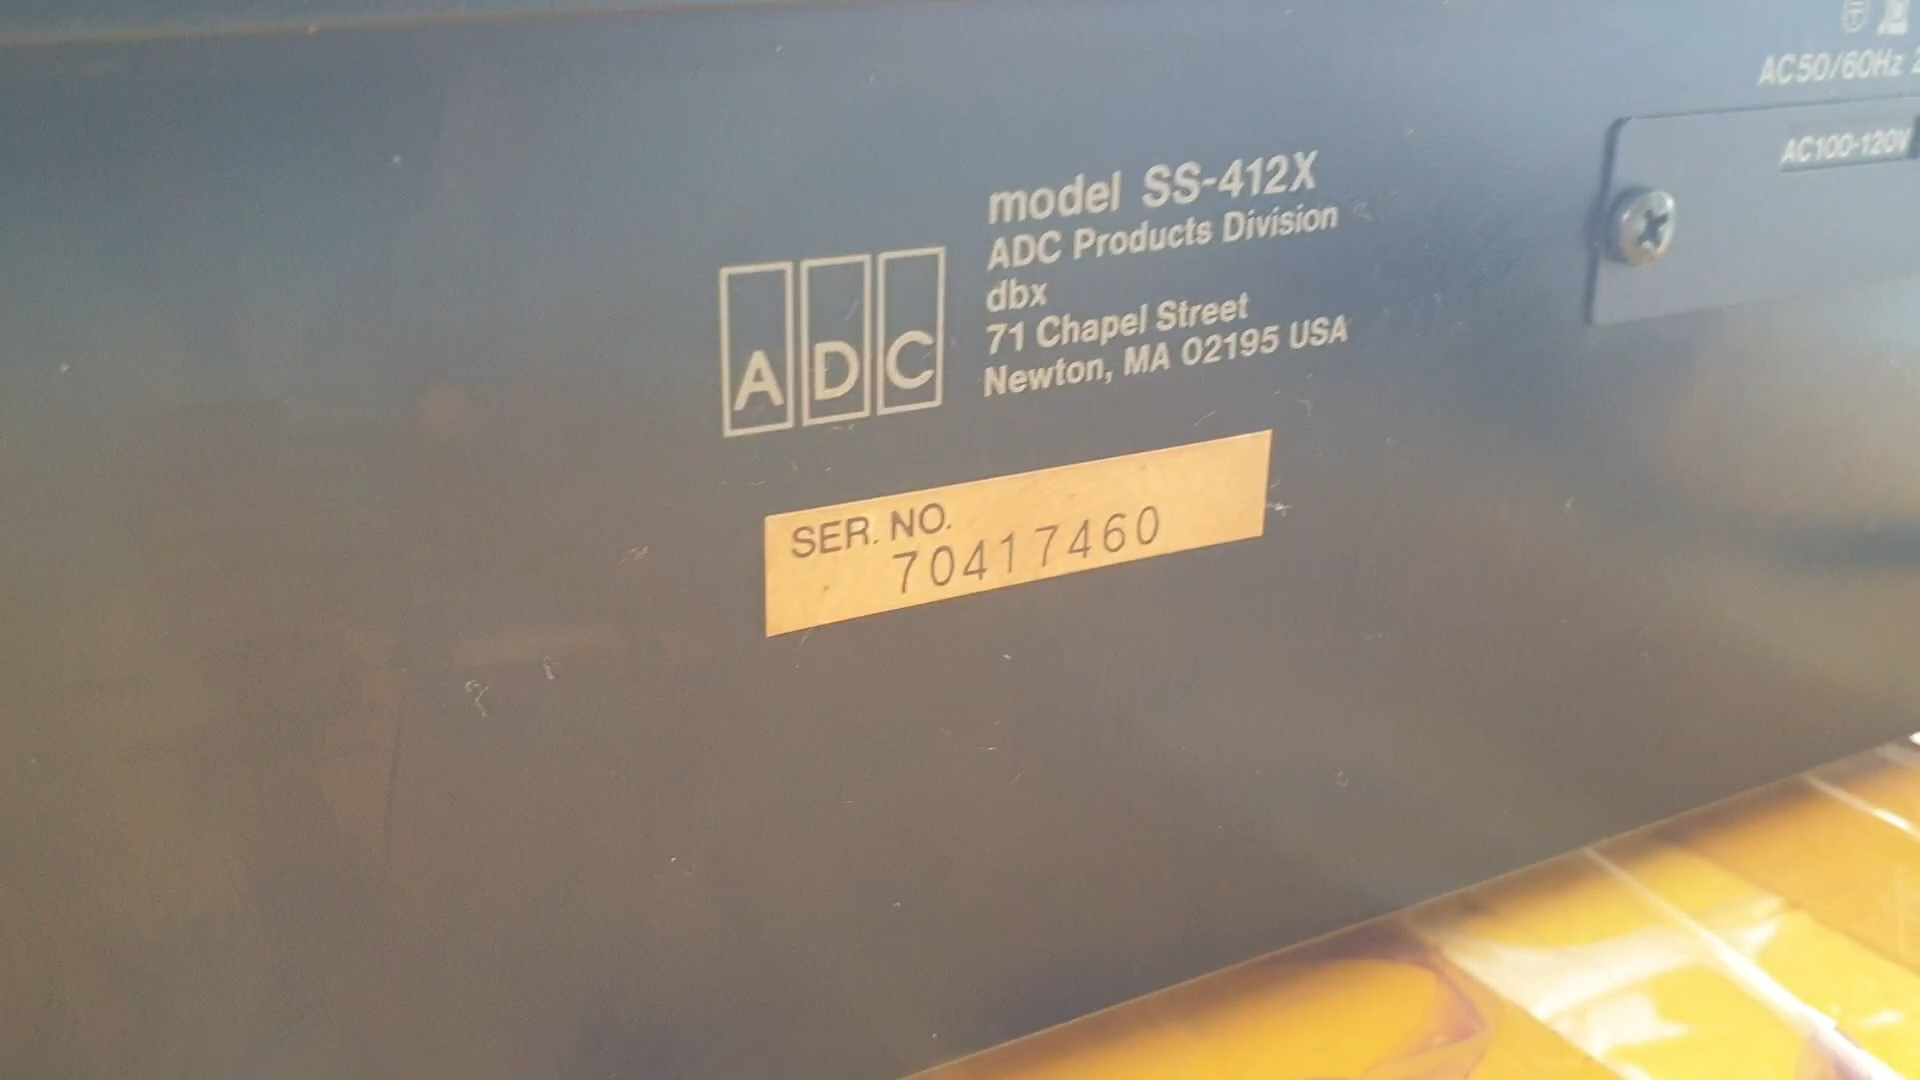 AC50/60Hz
AC100-120V
model SS-412X
ADC Products Division
dbx
71 Chapel Street
Newton, MA 02195 USA
ADC
SER. NO.
70417460